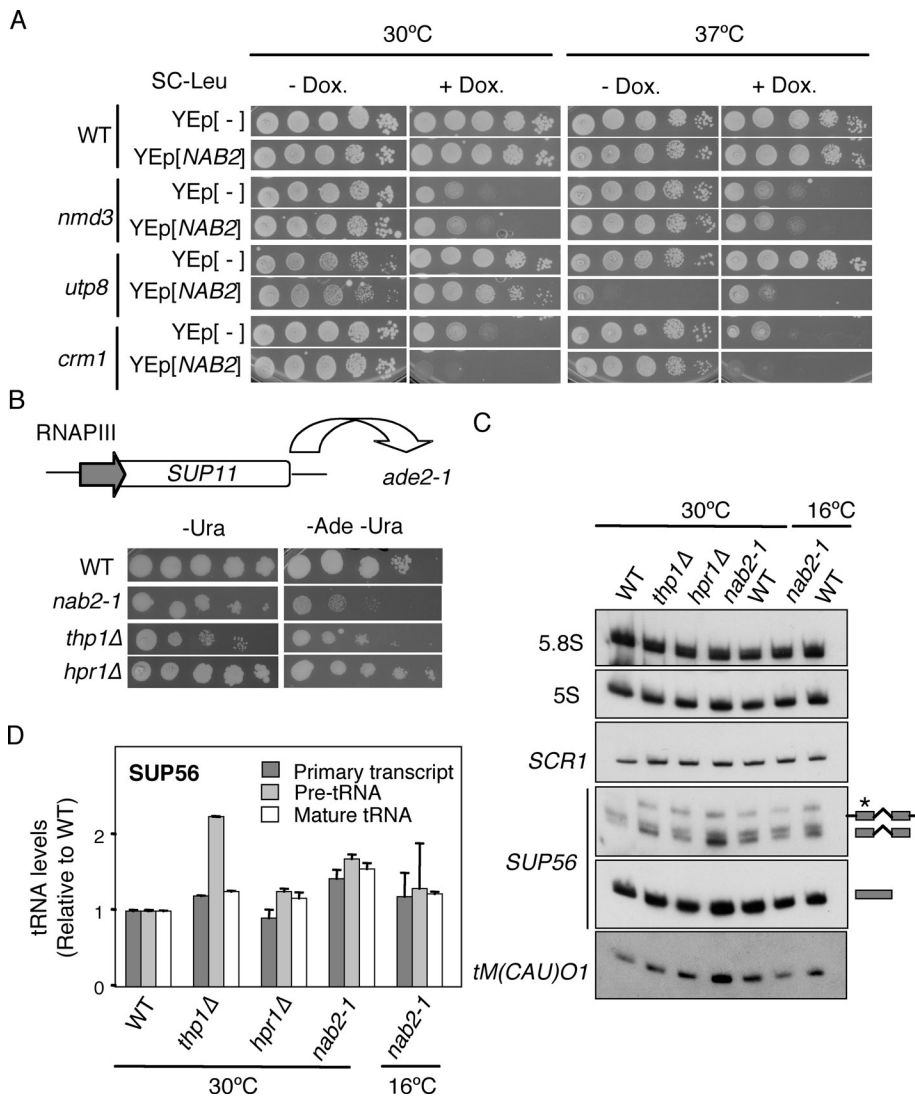 A
30ºC
37ºC
SC-Leu
- Dox.
+ Dox.
- Dox.
+ Dox.
WT
YEp[ - ]
YEp[NAB2]
nmd3
YEp[ - ]
YEp[NAB2]
utp8
YEp[ - ]
YEp[NAB2]
crm1
YEp[ - ]
YEp[NAB2]
B
RNAPIII
SUP11
ade2-1
-Ura
-Ade -Ura
WT
nab2-1
thp1Δ
hpr1Δ
C
30ºC
16ºC
WT
thp1Δ
hpr1Δ
nab2-1
WT
nab2-1
WT
5.8S
5S
SCR1
*
SUP56
tM(CAU)O1
D
SUP56
Primary transcript
Pre-tRNA
Mature tRNA
tRNA levels
(Relative to WT)
2
1
0
WT
thp1Δ
hpr1Δ
nab2-1
nab2-1
30ºC
16ºC